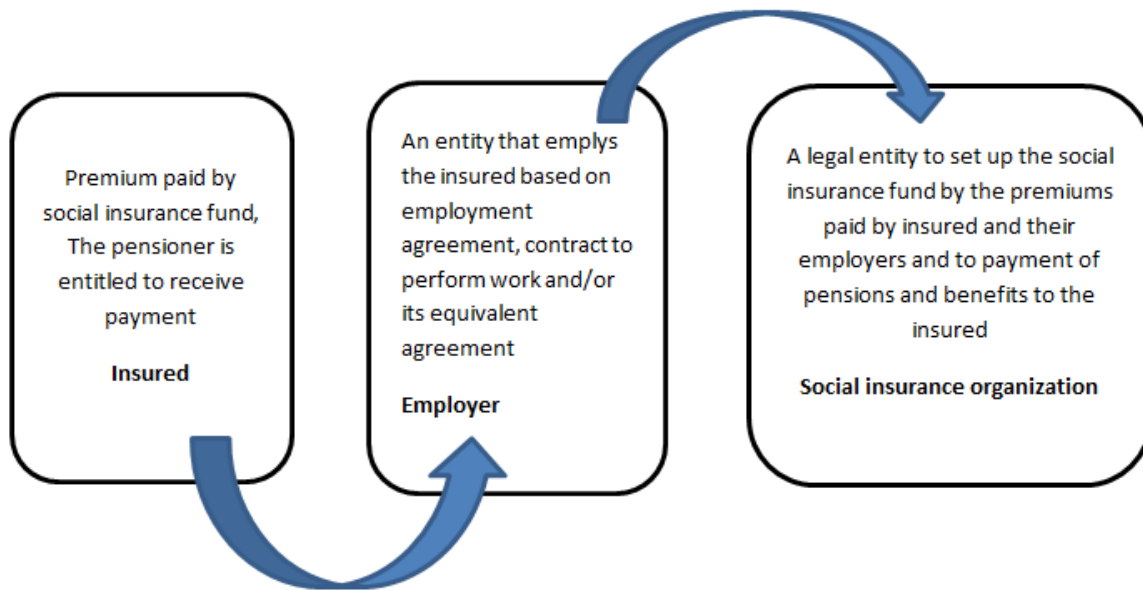 Premium paid by
social insurance fund,
The pensioner is
entitled to receive
payment
Insured
An entity that emplys
the insured based on
employment
agreement, contract to
perform work and/or
its equivalent
agreement
Employer
A legal entity to set up the social
insurance fund by the premiums
paid by insured and their
employers and to payment of
pensions and benefits to the
insured
Social insurance organization